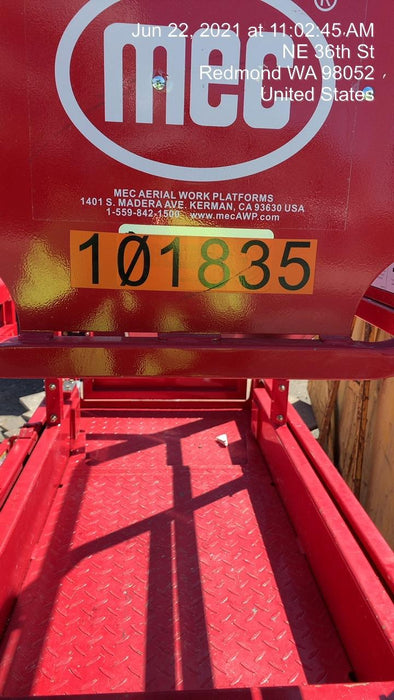 Jun 22, 2021 at 11:02:45 AM
NE 36th St
Redmond WA 98052
United States
®
mec
MEC AERIAL WORK PLATFORMS
1401 S. MADERA AVE. KERMAN, CA 93630 USA
1-559-842-1500 www.mecAWP.com
1Ø1835